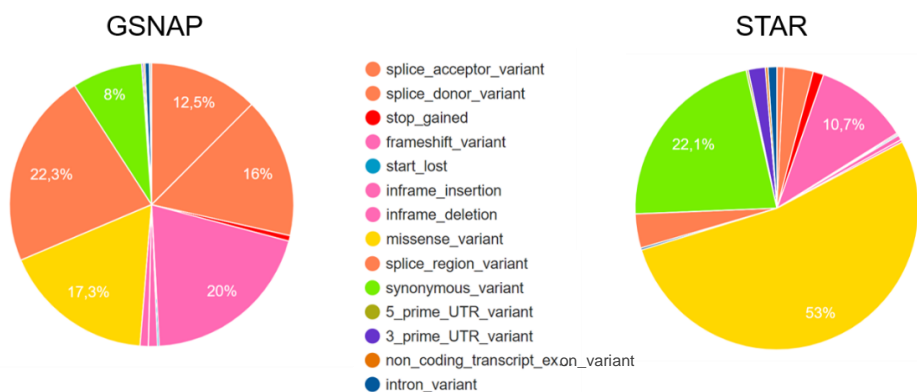 GSNAP
STAR
8%
12,5%
16%
20%
17,3%
22,3%
splice_acceptor_variant
splice_donor_variant
stop_gained
frameshift_variant
start_lost
inframe_insertion
inframe_deletion
missense_variant
splice_region_variant
synonymous_variant
5_prime_UTR_variant
3_prime_UTR_variant
non_coding_transcript_exon_variant
intron_variant
10,7%
22,1%
53%